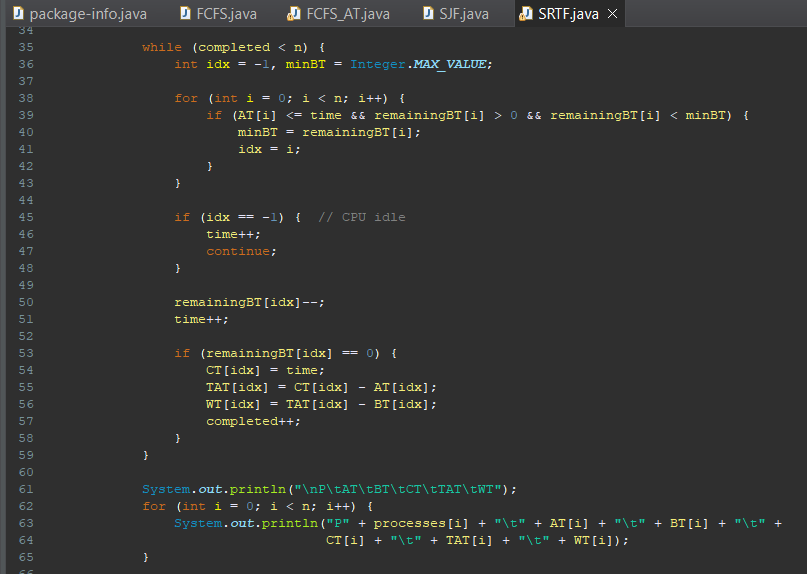 package-info.java FCFS.java FCFS_AT.java SJF.java SRTF.java
34
35 while (completed < n) {
36 int idx = -1, minBT = Integer.MAX_VALUE;
37
38 for (int i = 0; i < n; i++) {
39 if (AT[i] <= time && remainingBT[i] > 0 && remainingBT[i] < minBT) {
40 minBT = remainingBT[i];
41 idx = i;
42 }
43 }
44
45 if (idx == -1) { // CPU idle
46 time++;
47 continue;
48 }
49
50 remainingBT[idx]--;
51 time++;
52
53 if (remainingBT[idx] == 0) {
54 CT[idx] = time;
55 TAT[idx] = CT[idx] - AT[idx];
56 WT[idx] = TAT[idx] - BT[idx];
57 completed++;
58 }
59 }
60
61 System.out.println("\nP\tAT\tBT\tCT\tTAT\tWT");
62 for (int i = 0; i < n; i++) {
63 System.out.println("P" + processes[i] + "\t" + AT[i] + "\t" + BT[i] + "\t" +
64 CT[i] + "\t" + TAT[i] + "\t" + WT[i]);
65 }
66